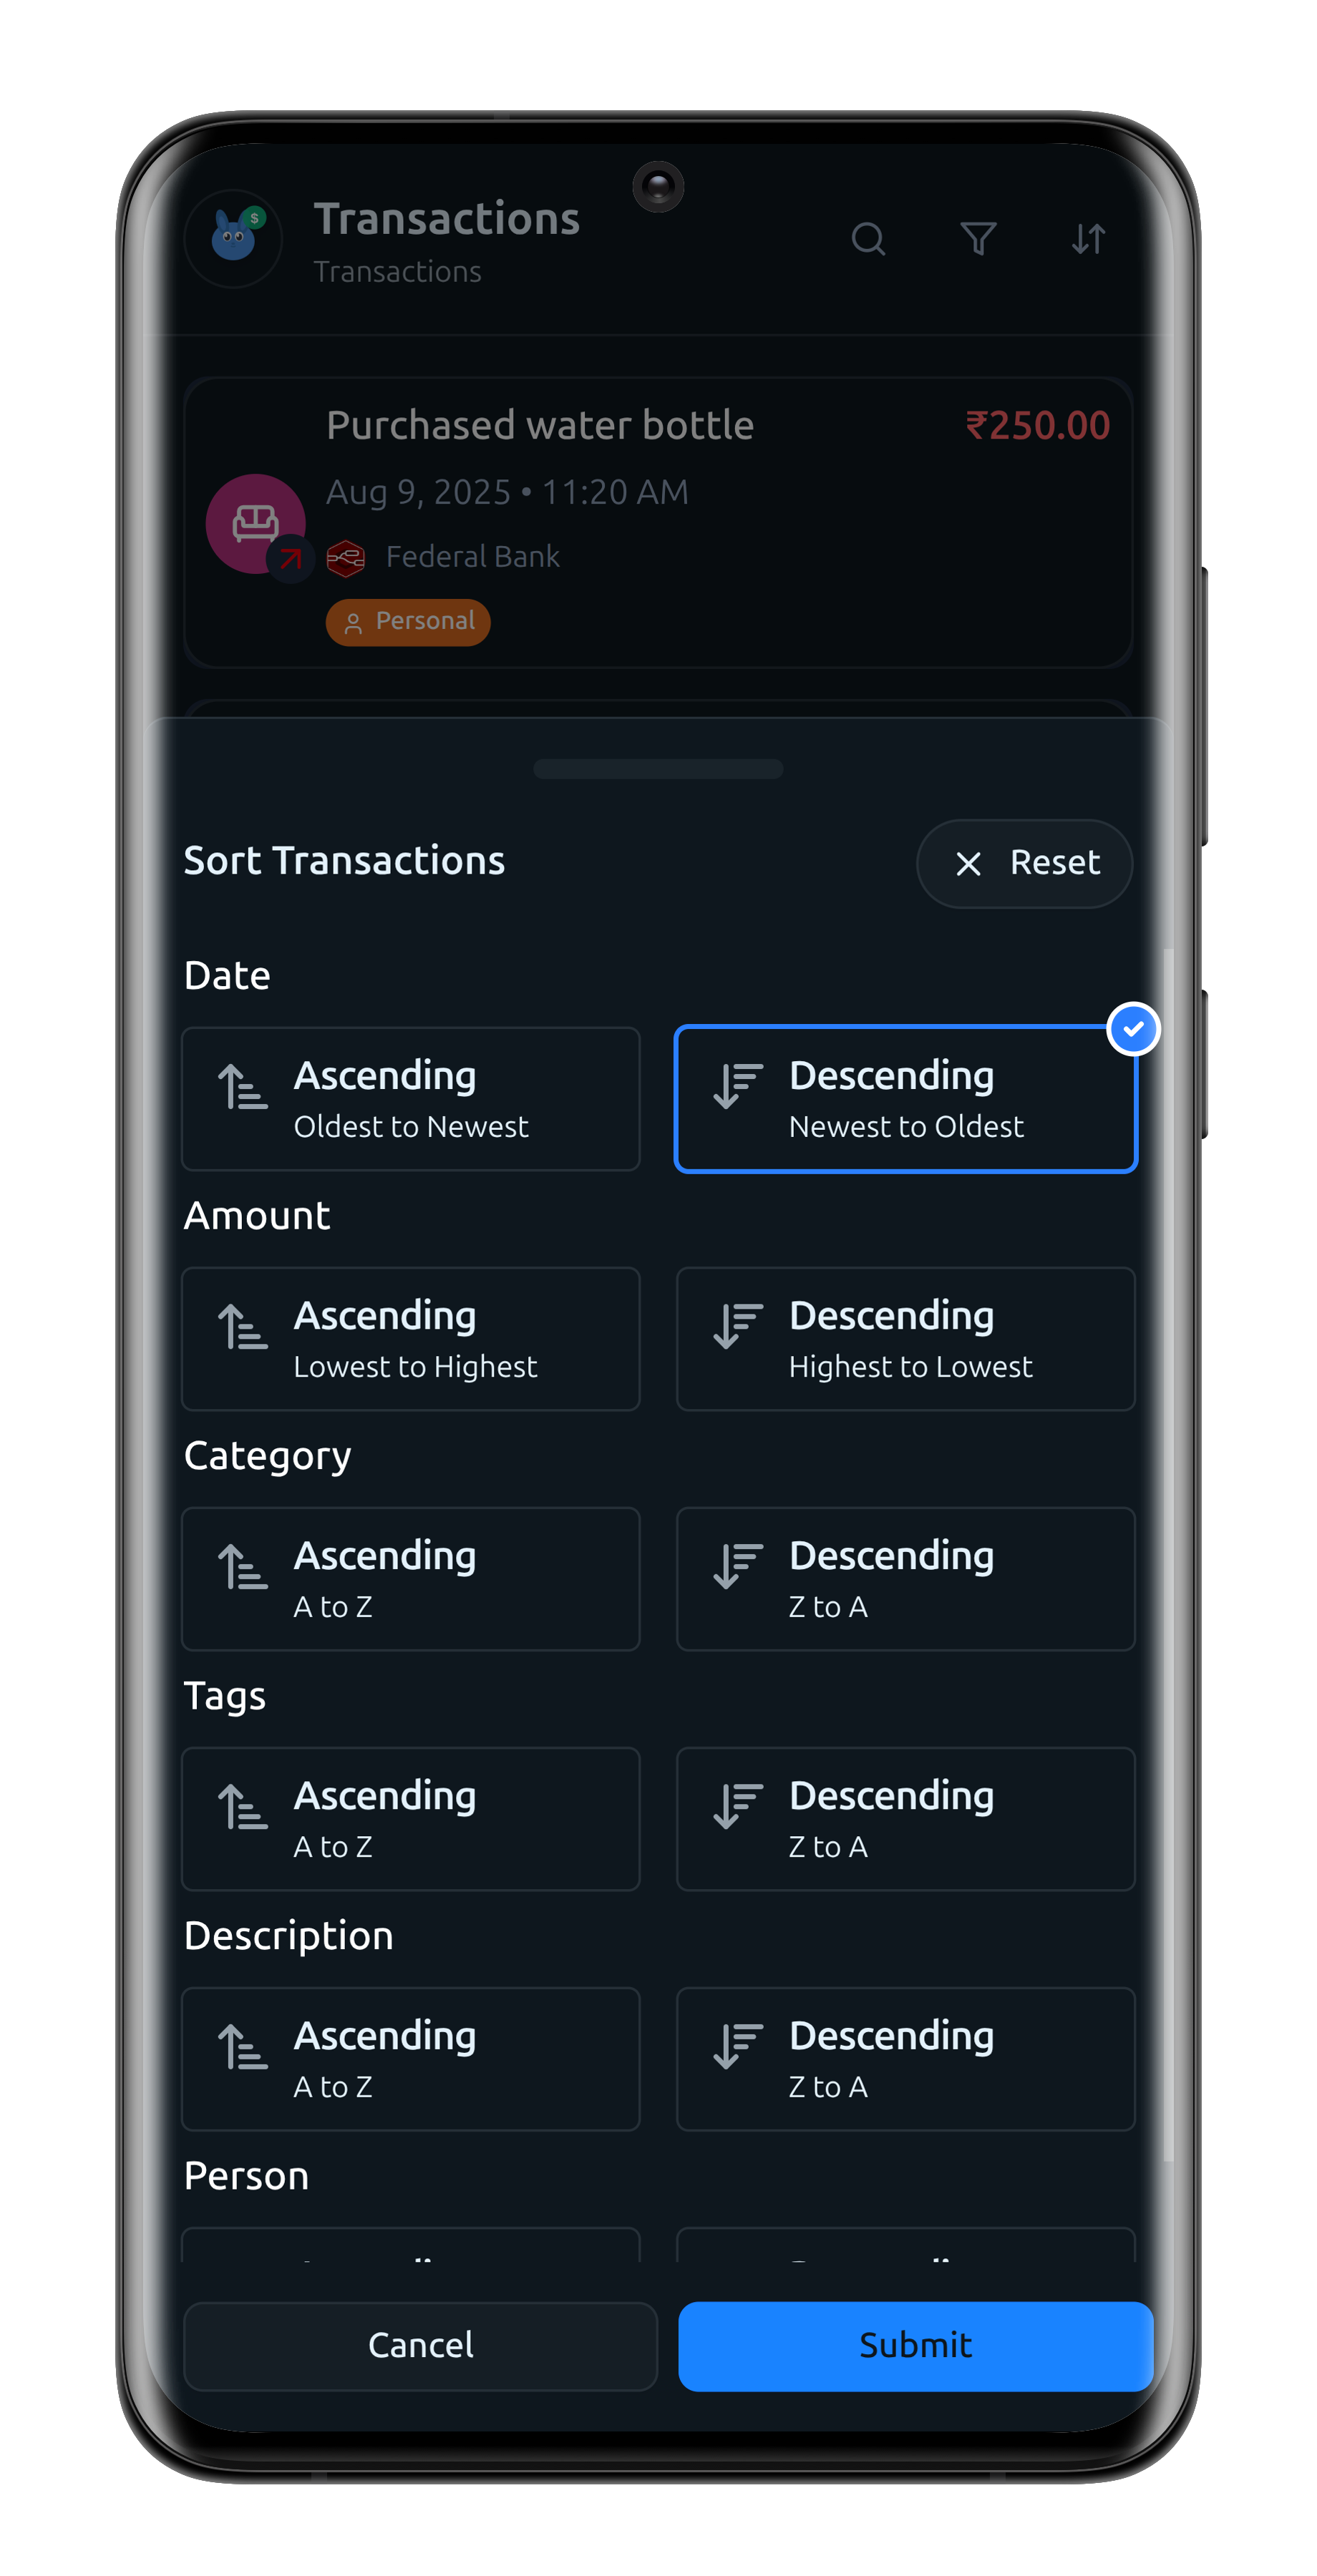 $
Transactions
Transactions
Purchased water bottle
₹250.00
Aug 9, 2025 • 11:20 AM
Federal Bank
Personal
Sort Transactions
Reset
Date
Ascending
Oldest to Newest
Descending
Newest to Oldest
Amount
Ascending
Lowest to Highest
Descending
Highest to Lowest
Category
Ascending
A to Z
Descending
Z to A
Tags
Ascending
A to Z
Descending
Z to A
Description
Ascending
A to Z
Descending
Z to A
Person
Cancel
Submit